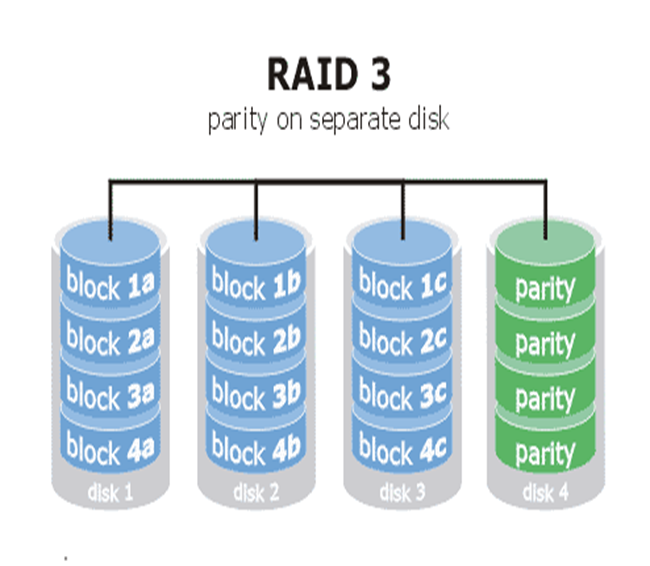 RAID 3
parity on separate disk
block 1a block 1b block 1c parity
block 2a block 2b block 2c parity
block 3a block 3b block 3c parity
block 4a block 4b block 4c parity
disk 1 disk 2 disk 3 disk 4